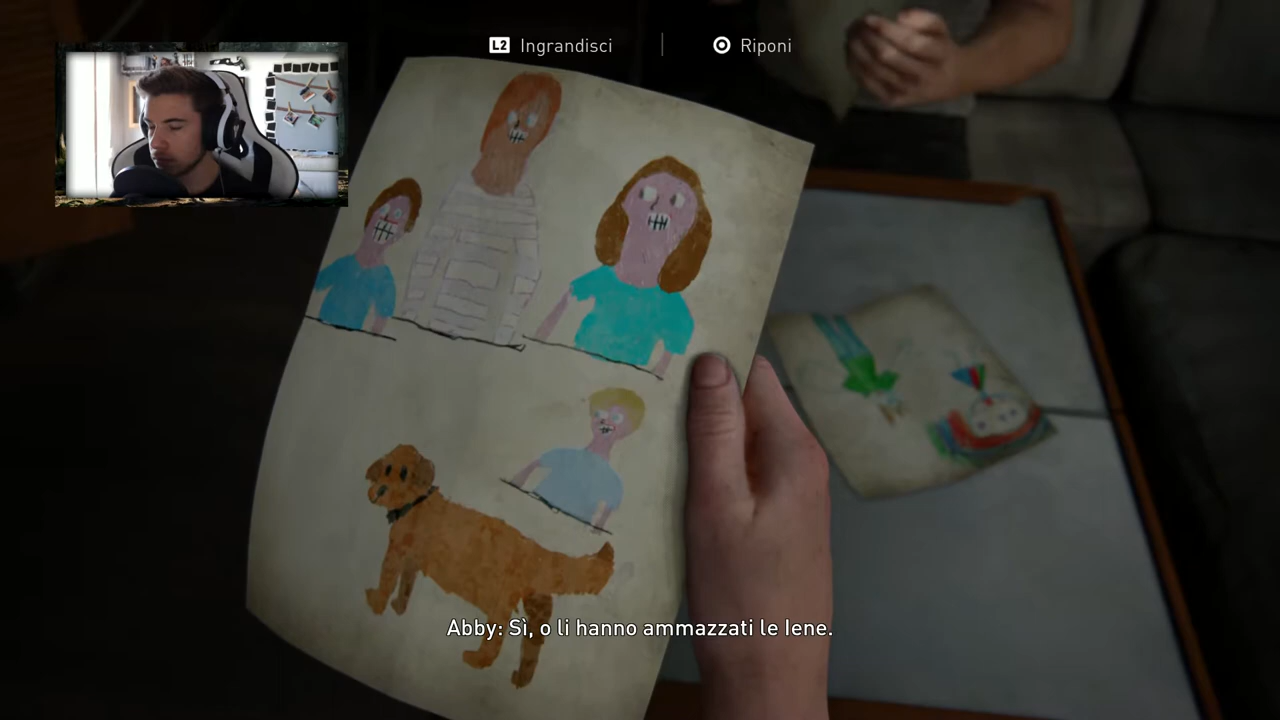 L2 Ingrandisci | Riponi
Abby: Sì, o li hanno ammazzati le Iene.